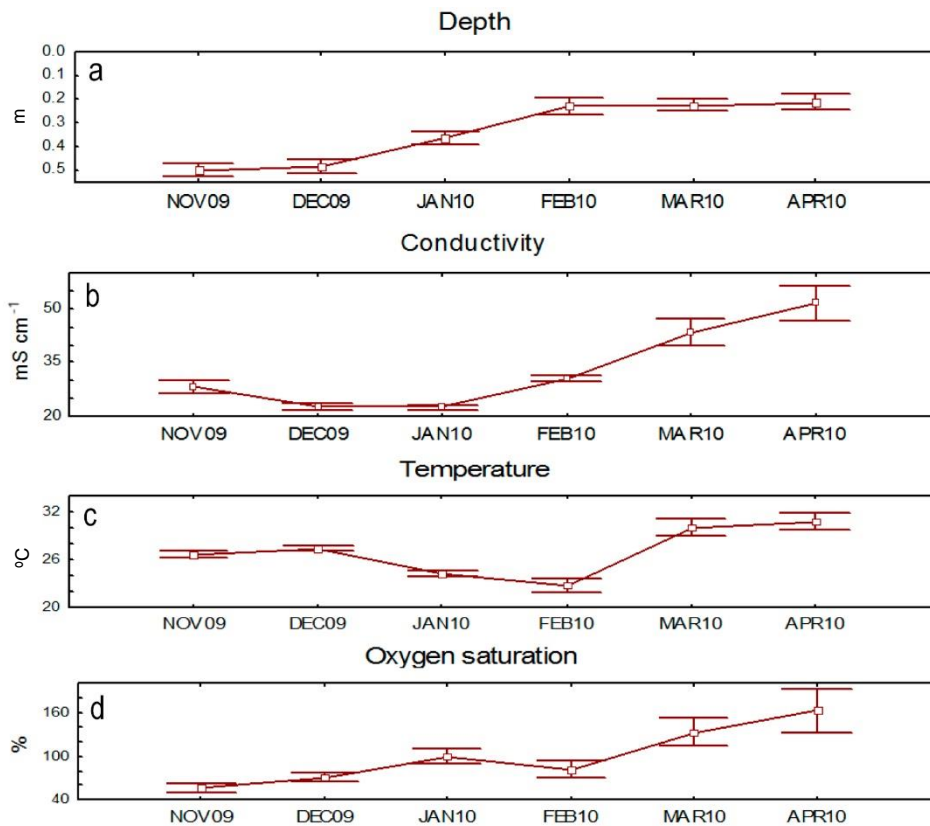 Depth
a
m
0.0
0.1
0.2
0.3
0.4
0.5
NOV09 DEC09 JAN10 FEB10 MAR10 APR10
Conductivity
b
mS cm⁻¹
50
35
20
NOV09 DEC09 JAN10 FEB10 MAR10 APR10
Temperature
c
ºC
32
26
20
NOV09 DEC09 JAN10 FEB10 MAR10 APR10
Oxygen saturation
d
%
160
100
40
NOV09 DEC09 JAN10 FEB10 MAR10 APR10